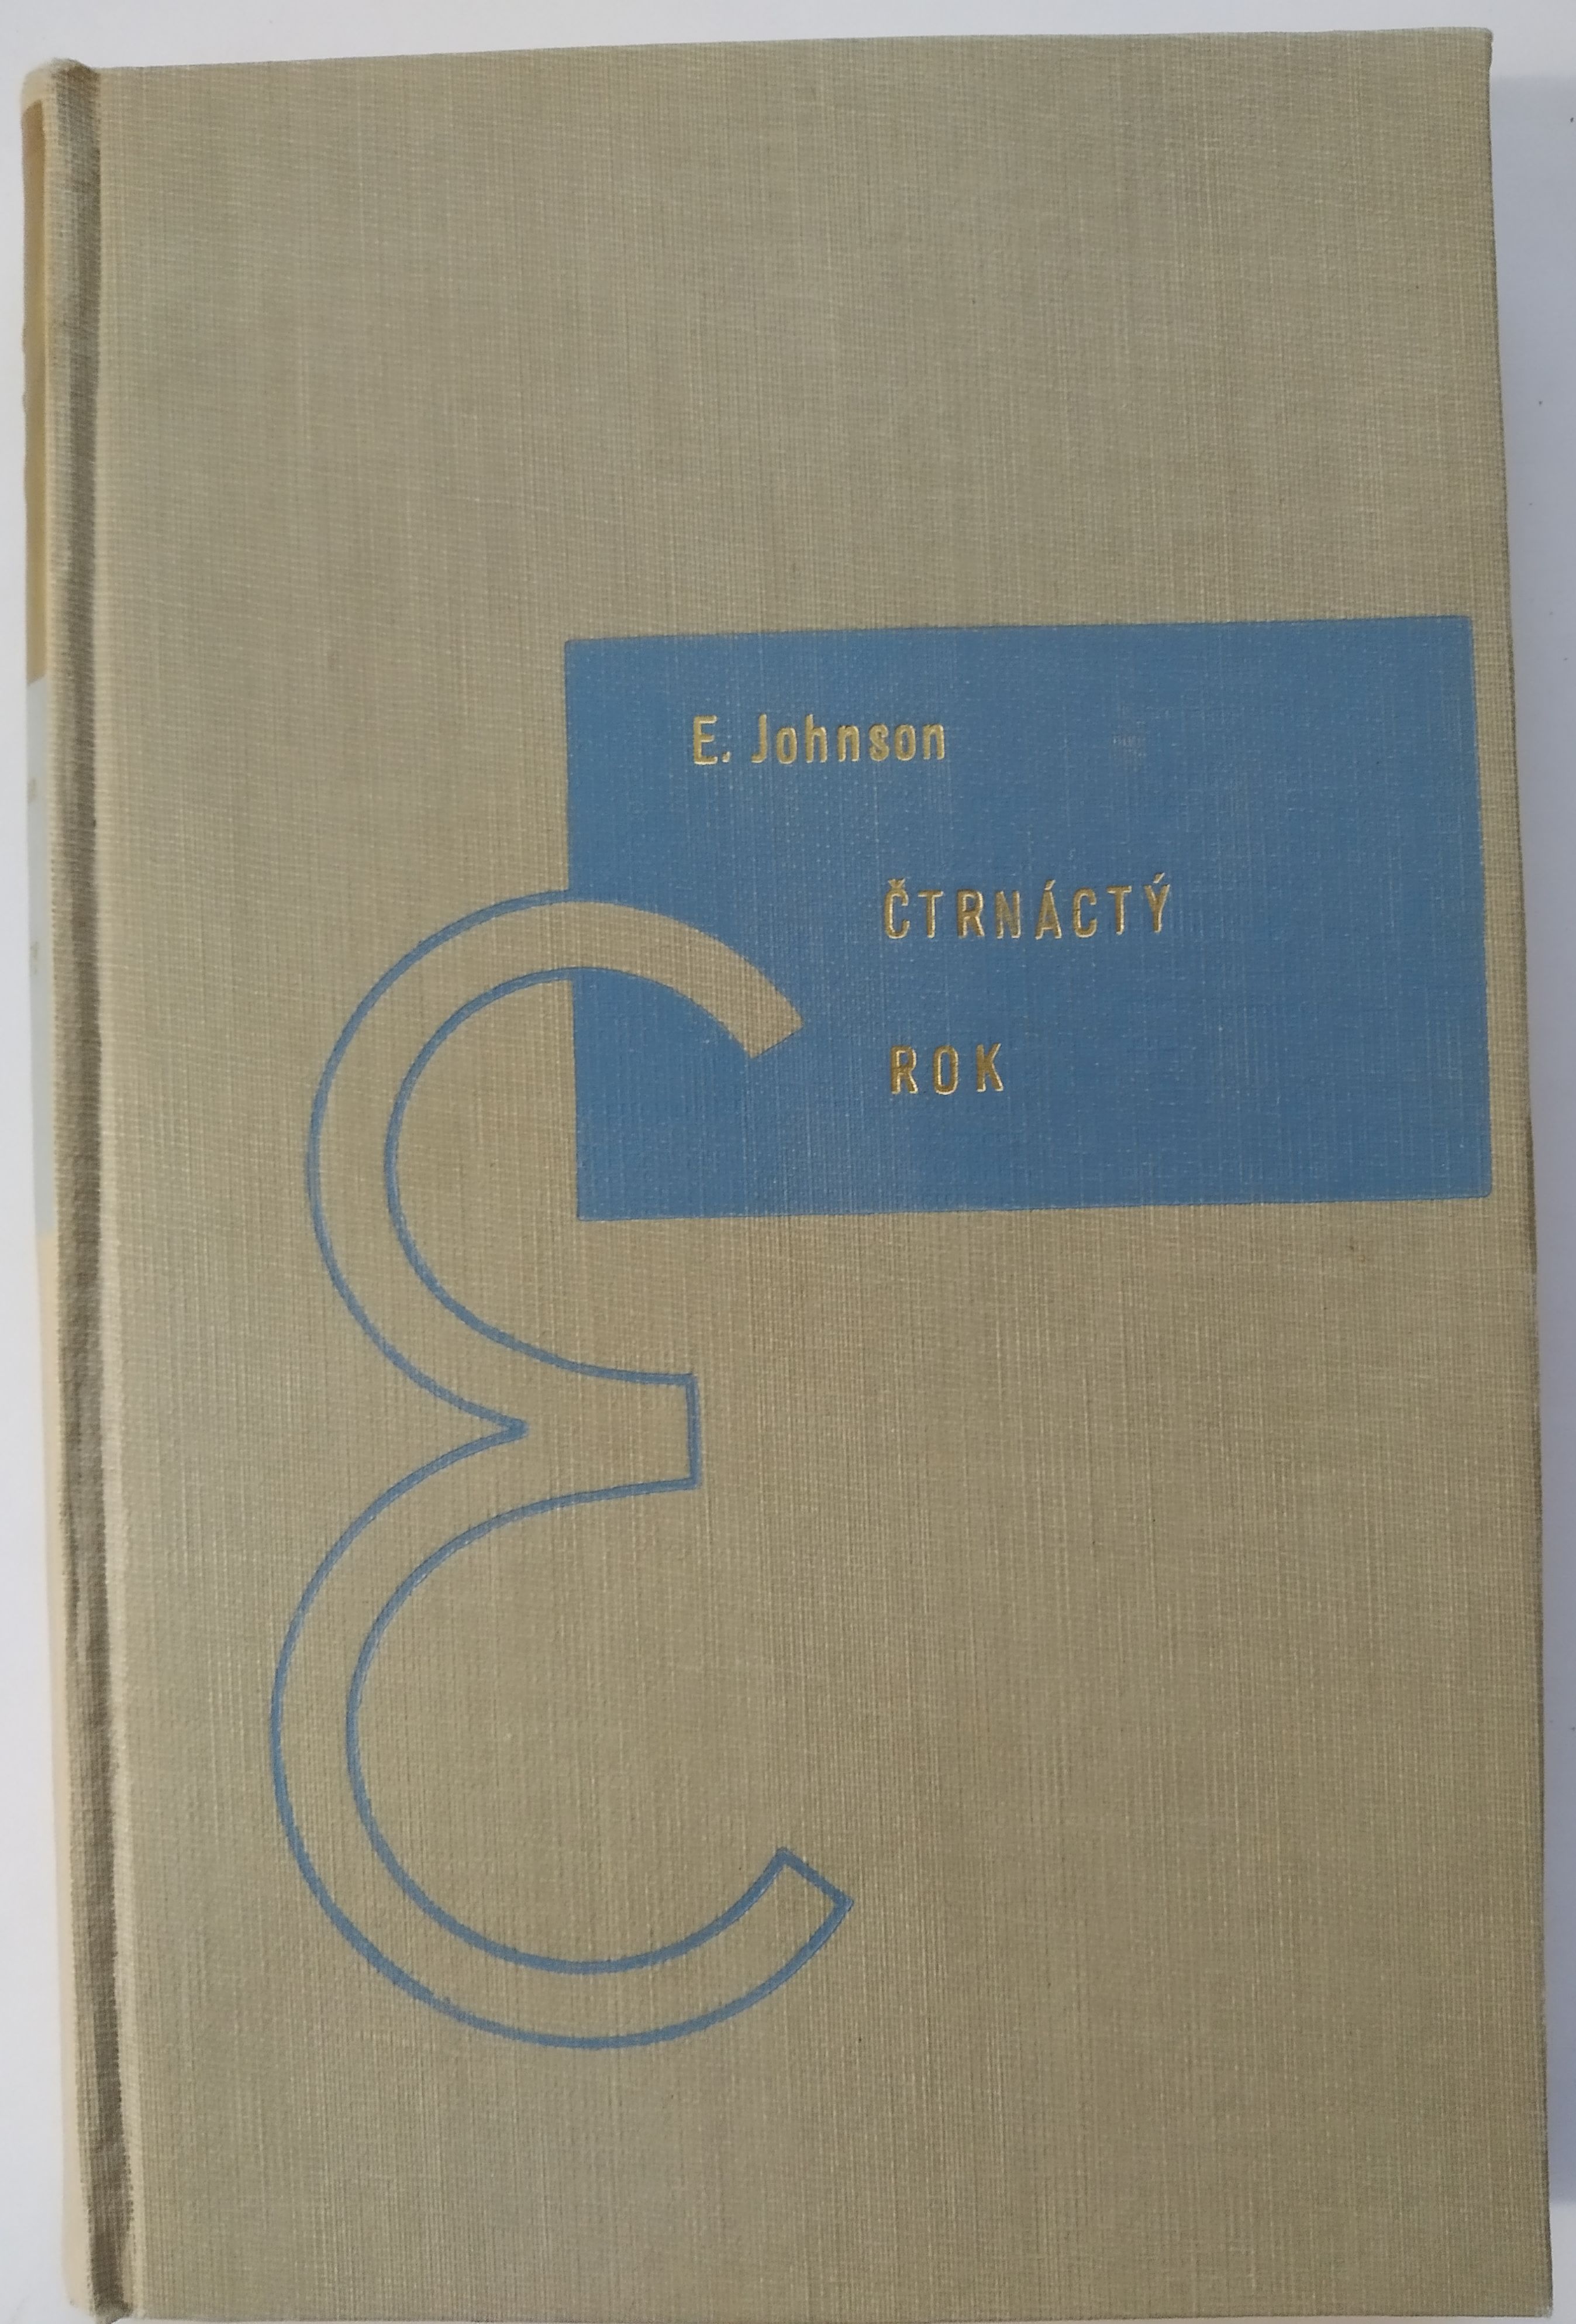 E. Johnson
ČTRNÁCTÝ
ROK